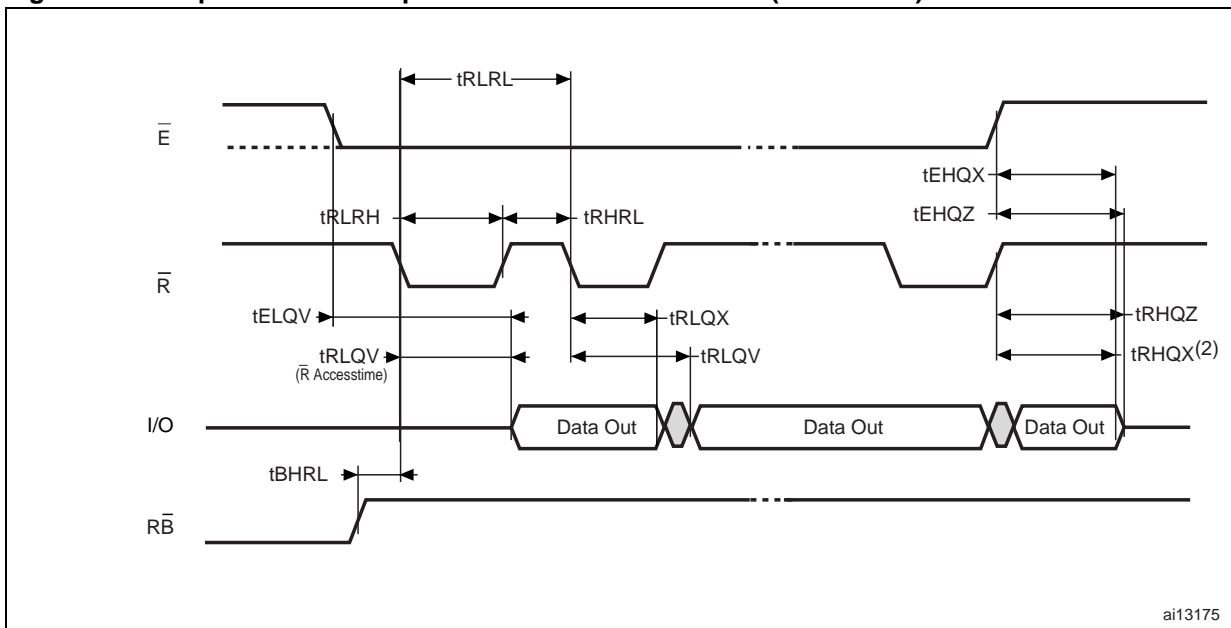 tRLRL
E
tEHQX
tEHQZ
tRLRH
tRHRL
R
tELQV
tRLQX
tRHQZ
tRLQV
(R Accesstime)
tRLQV
tRHQX(2)
I/O
Data Out
Data Out
Data Out
tBHRL
RB
ai13175